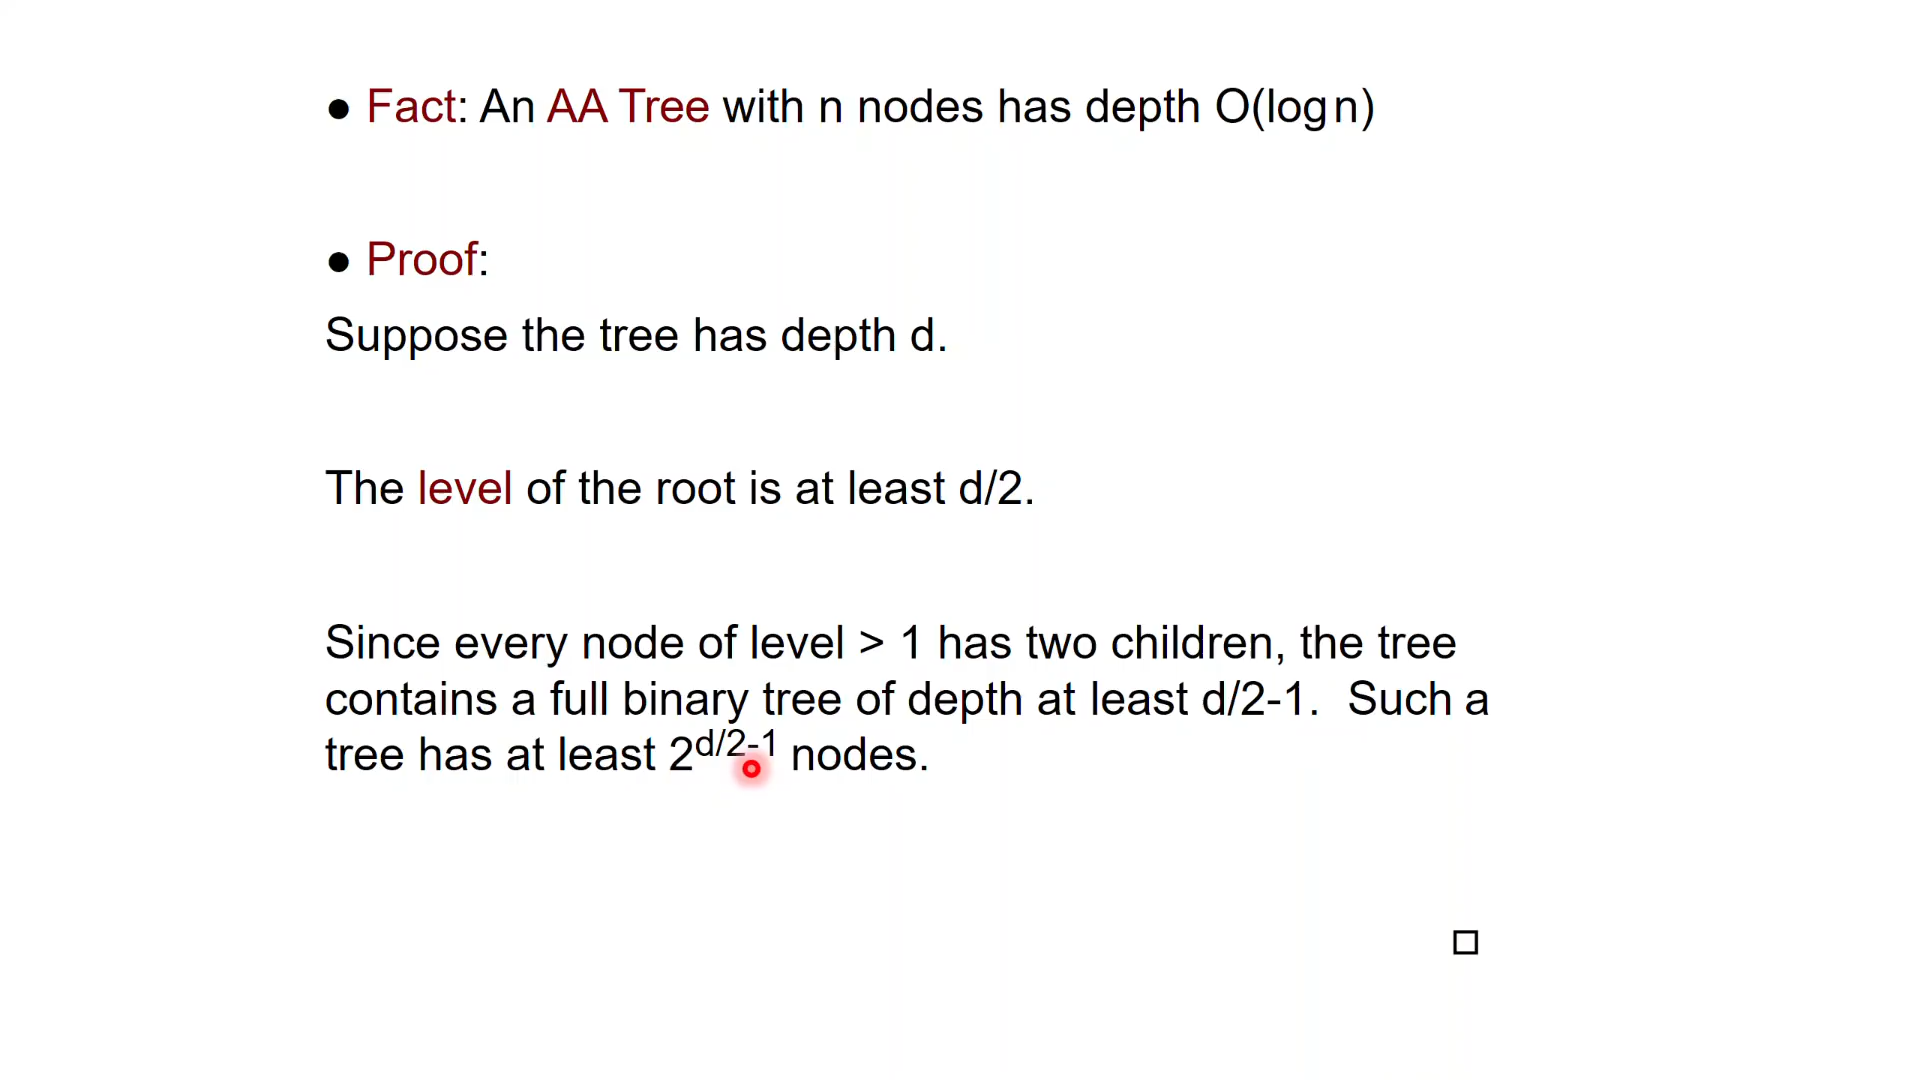 ● Fact: An AA Tree with n nodes has depth O(log n)
● Proof:
Suppose the tree has depth d.
The level of the root is at least d/2.
Since every node of level > 1 has two children, the tree
contains a full binary tree of depth at least d/2-1. Such a
tree has at least 2^{d/2-1} nodes.
□